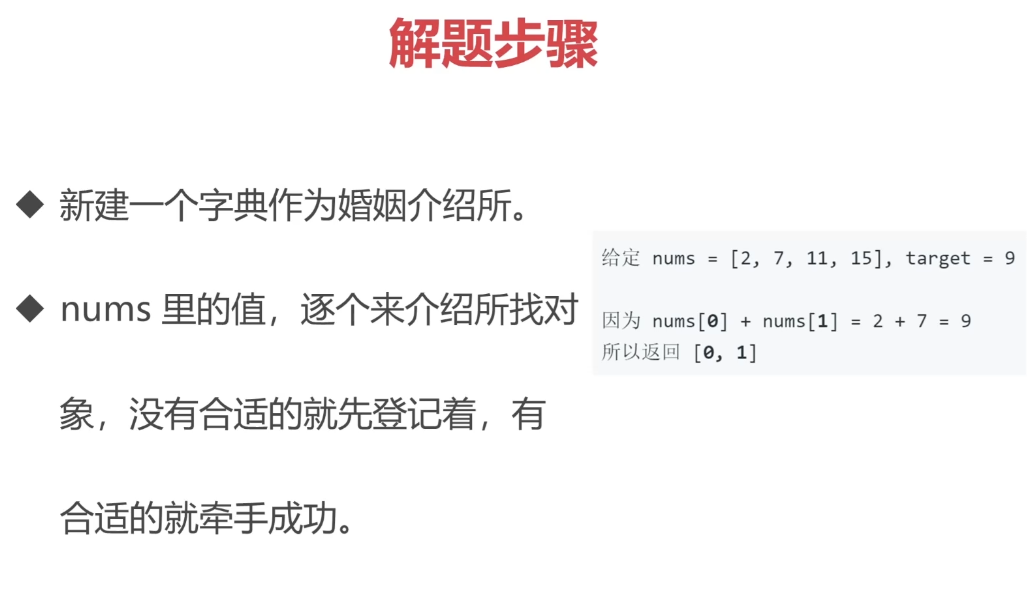 解题步骤
◆ 新建一个字典作为婚姻介绍所。
◆ nums 里的值，逐个来介绍所找对
象，没有合适的就先登记着，有
合适的就牵手成功。
给定 nums = [2, 7, 11, 15], target = 9
因为 nums[0] + nums[1] = 2 + 7 = 9
所以返回 [0, 1]